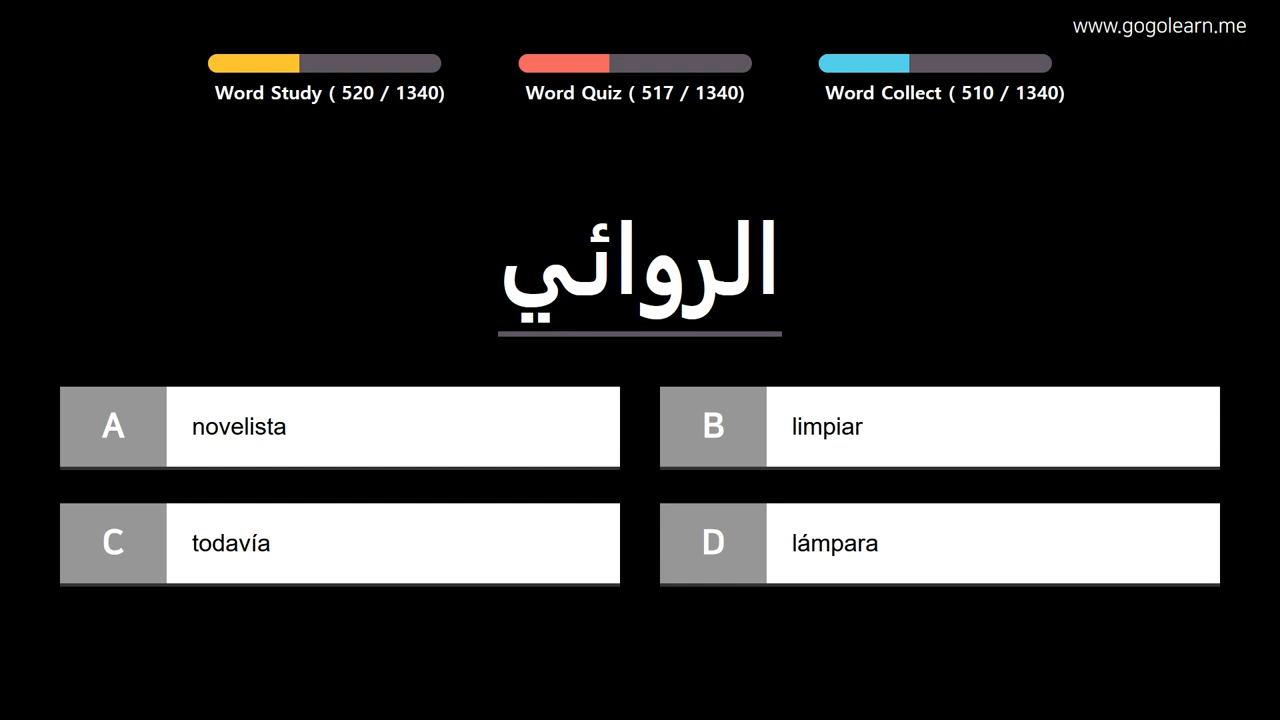 www.gogolearn.me
Word Study ( 520 / 1340)
Word Quiz ( 517 / 1340)
Word Collect ( 510 / 1340)
الروائي
A novelista
B limpiar
C todavía
D lámpara